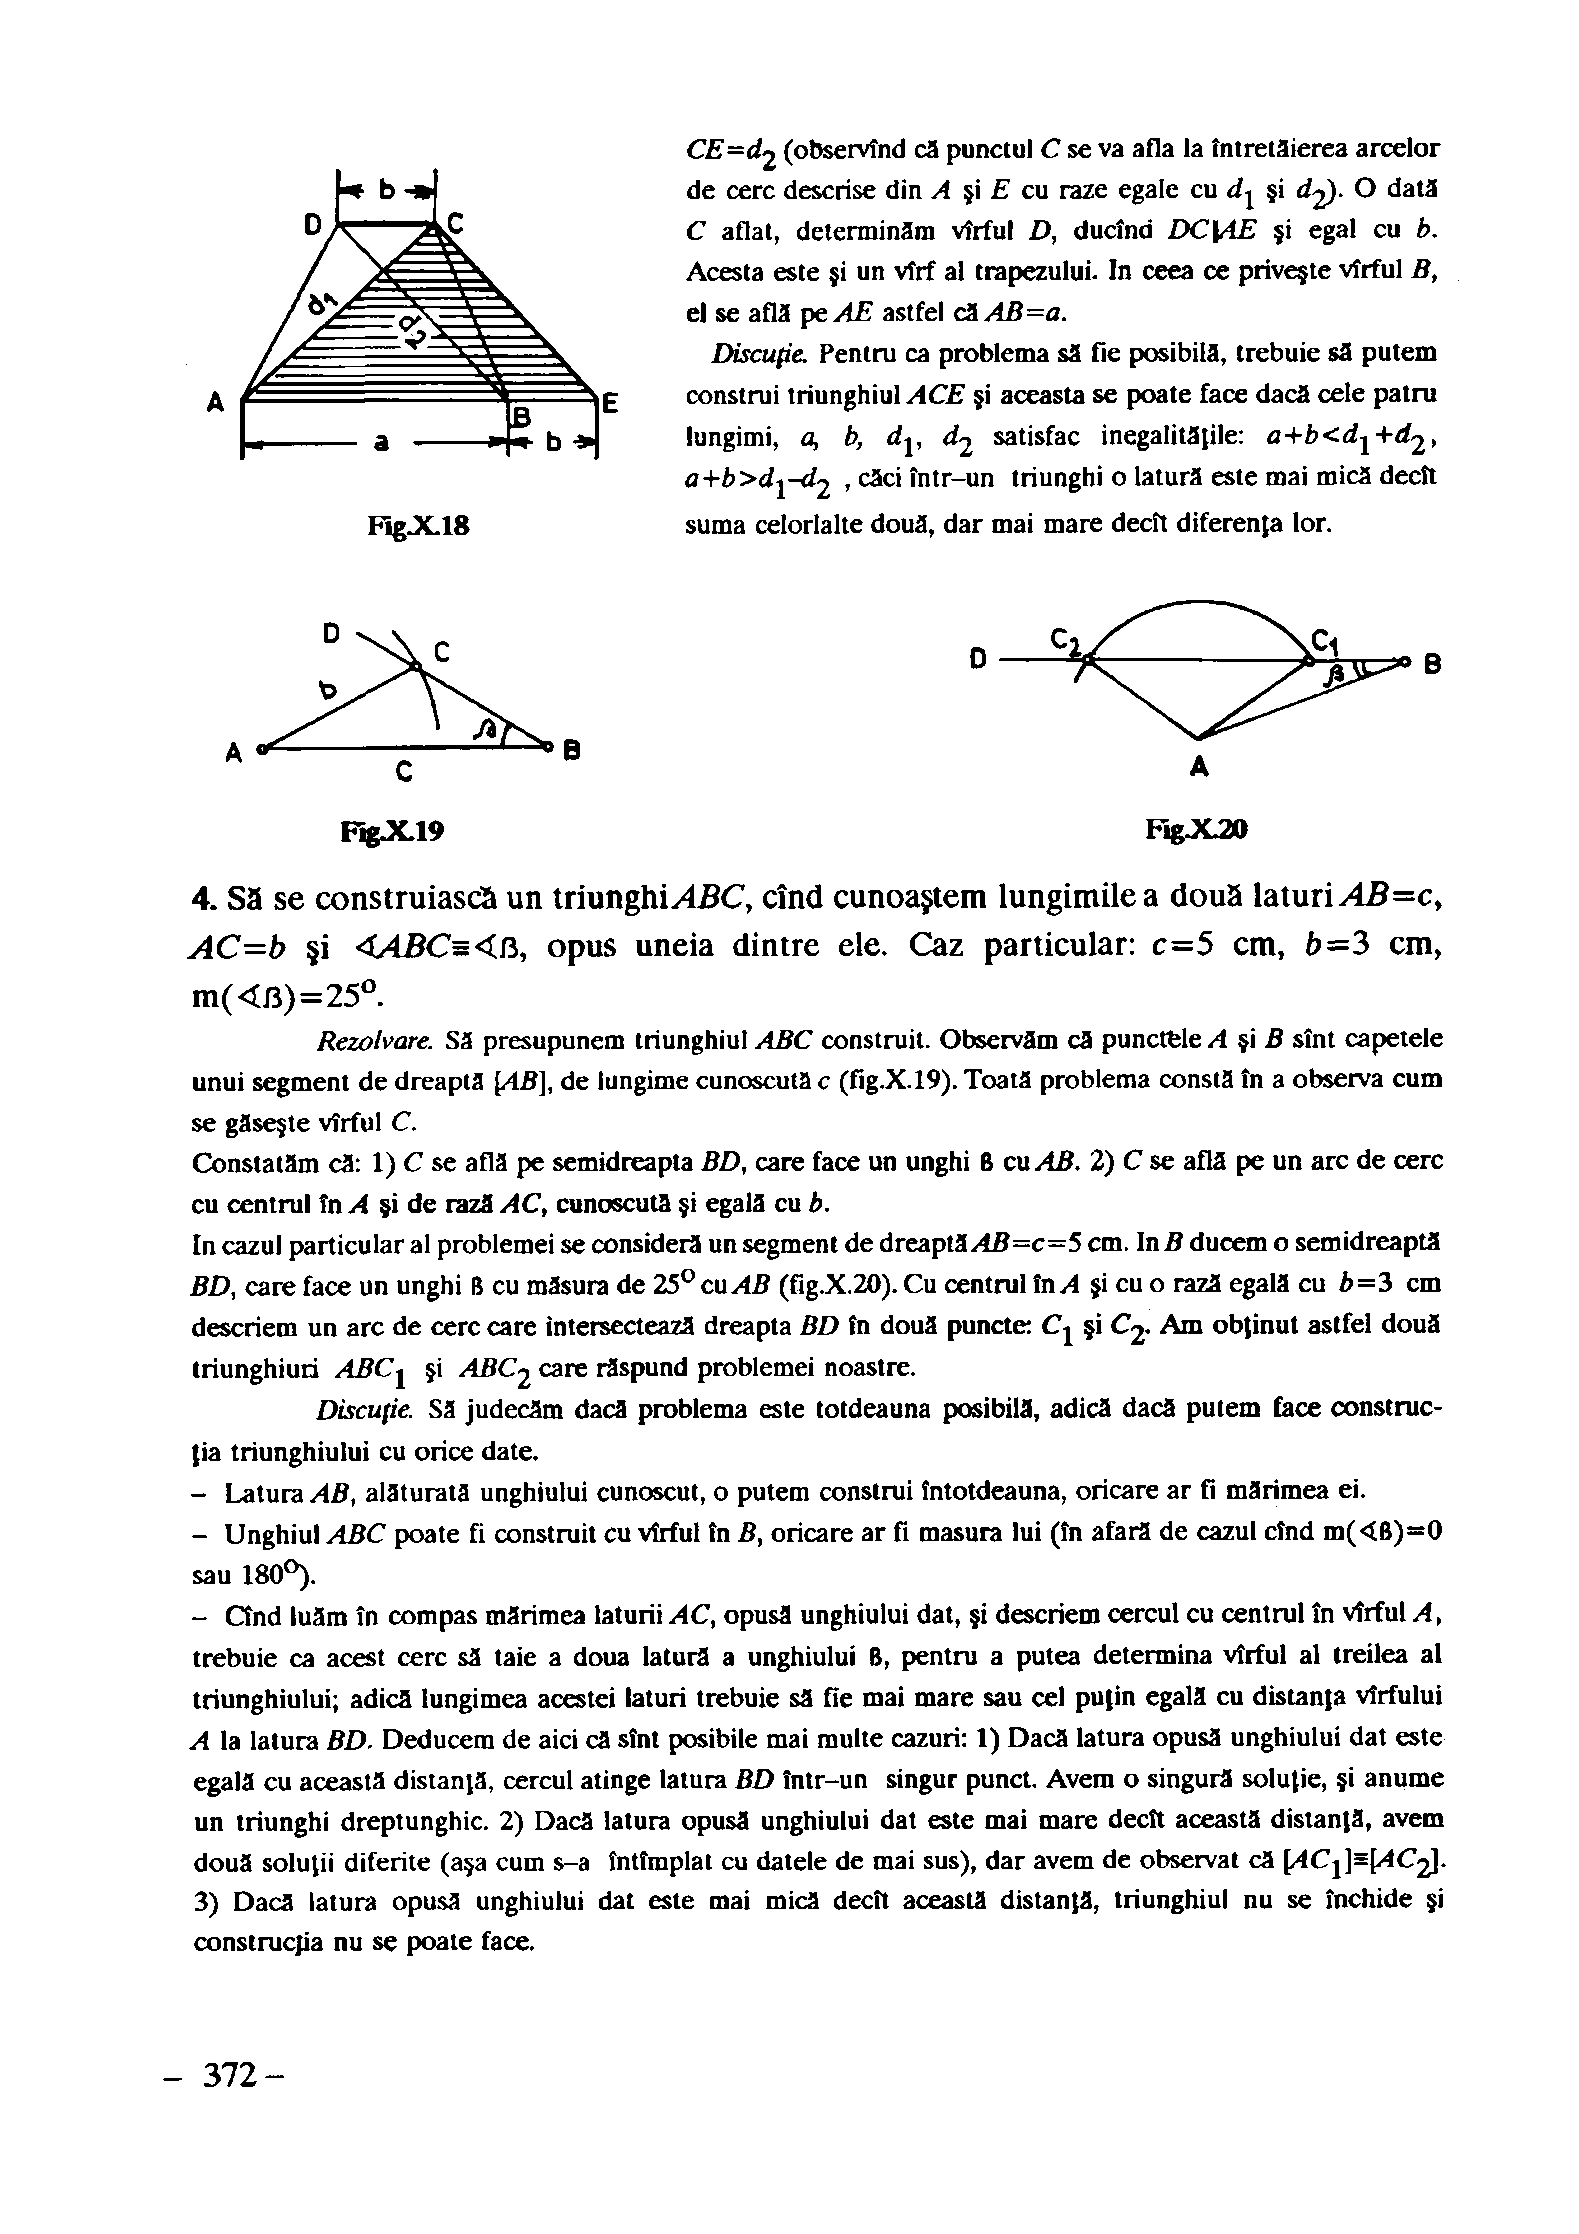 CE=d₂ (observînd că punctul C se va afla la întretăierea arcelor
de cerc descrise din A şi E cu raze egale cu d₁ şi d₂). O dată
C aflat, determinăm vîrful D, ducînd DC∥AE şi egal cu b.
Acesta este şi un vîrf al trapezului. In ceea ce priveşte vîrful B,
el se află pe AE astfel că AB=a.
Discuţie. Pentru ca problema să fie posibilă, trebuie să putem
construi triunghiul ACE şi aceasta se poate face dacă cele patru
lungimi, a, b, d₁, d₂ satisfac inegalităţile: a+b<d₁+d₂,
a+b>d₁-d₂ , căci într-un triunghi o latură este mai mică decît
suma celorlalte două, dar mai mare decît diferenţa lor.
b
D C
d₁ d₂
A B E
a b
Fig.X.18
D C
b
β
A B
C
Fig.X.19
D C₂ C₁ B
β
A
Fig.X.20
4. Să se construiască un triunghi ABC, cînd cunoaştem lungimile a două laturi AB=c,
AC=b şi ∢ABC≡∢ß, opus uneia dintre ele. Caz particular: c=5 cm, b=3 cm,
m(∢ß)=25°.
Rezolvare. Să presupunem triunghiul ABC construit. Observăm că punctele A şi B sînt capetele
unui segment de dreaptă [AB], de lungime cunoscută c (fig.X.19). Toată problema constă în a observa cum
se găseşte vîrful C.
Constatăm că: 1) C se află pe semidreapta BD, care face un unghi ß cu AB. 2) C se află pe un arc de cerc
cu centrul în A şi de rază AC, cunoscută şi egală cu b.
In cazul particular al problemei se consideră un segment de dreaptă AB=c=5 cm. In B ducem o semidreaptă
BD, care face un unghi ß cu măsura de 25° cu AB (fig.X.20). Cu centrul în A şi cu o rază egală cu b=3 cm
descriem un arc de cerc care intersectează dreapta BD în două puncte: C₁ şi C₂. Am obţinut astfel două
triunghiuri ABC₁ şi ABC₂ care răspund problemei noastre.
Discuţie. Să judecăm dacă problema este totdeauna posibilă, adică dacă putem face construc-
ţia triunghiului cu orice date.
- Latura AB, alăturată unghiului cunoscut, o putem construi întotdeauna, oricare ar fi mărimea ei.
- Unghiul ABC poate fi construit cu vîrful în B, oricare ar fi masura lui (în afară de cazul cînd m(∢ß)=0
sau 180°).
- Cînd luăm în compas mărimea laturii AC, opusă unghiului dat, şi descriem cercul cu centrul în vîrful A,
trebuie ca acest cerc să taie a doua latură a unghiului ß, pentru a putea determina vîrful al treilea al
triunghiului; adică lungimea acestei laturi trebuie să fie mai mare sau cel puţin egală cu distanţa vîrfului
A la latura BD. Deducem de aici că sînt posibile mai multe cazuri: 1) Dacă latura opusă unghiului dat este
egală cu această distanţă, cercul atinge latura BD într-un singur punct. Avem o singură soluţie, şi anume
un triunghi dreptunghic. 2) Dacă latura opusă unghiului dat este mai mare decît această distanţă, avem
două soluţii diferite (aşa cum s-a întîmplat cu datele de mai sus), dar avem de observat că [AC₁]≡[AC₂].
3) Dacă latura opusă unghiului dat este mai mică decît această distanţă, triunghiul nu se închide şi
construcţia nu se poate face.
- 372 -